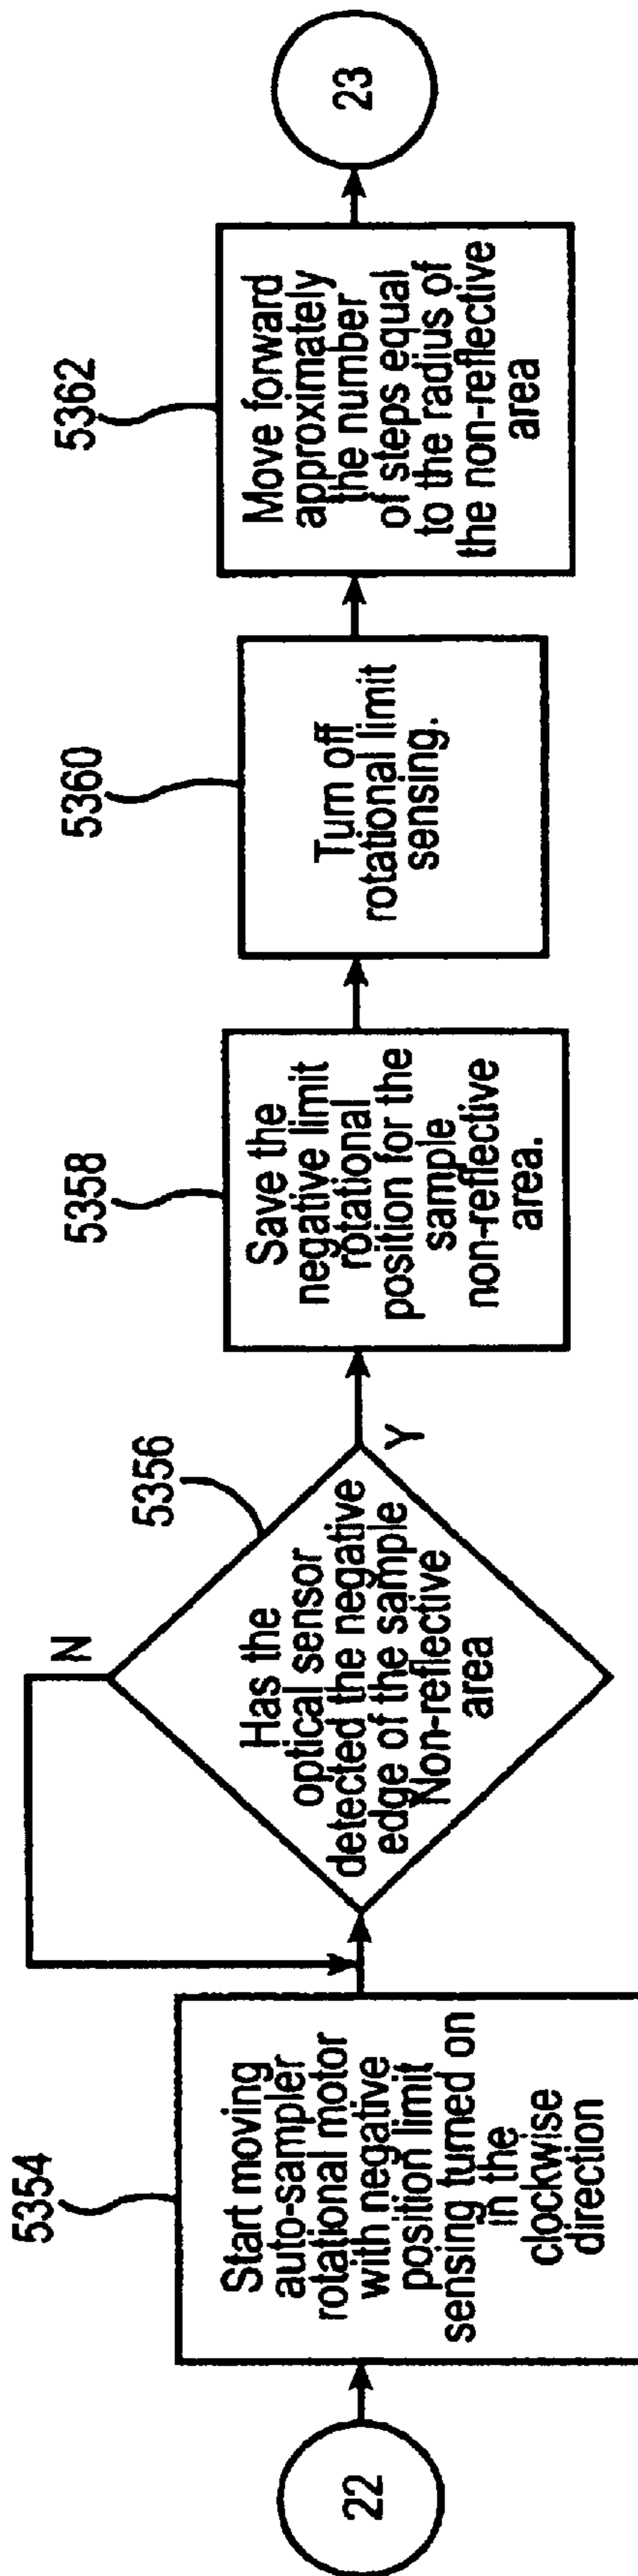 22
5354
Start moving
auto-sampler
rotational motor
with negative
position limit
sensing turned on
in the
clockwise
direction
N
5356
Has the
optical sensor
detected the negative
edge of the sample
Non-reflective
area
Y
5358
Save the
negative limit
rotational
position for the
sample
non-reflective
area.
5360
Turn off
rotational limit
sensing.
5362
Move forward
approximately
the number
of steps equal
to the radius of
the non-reflective
area
23